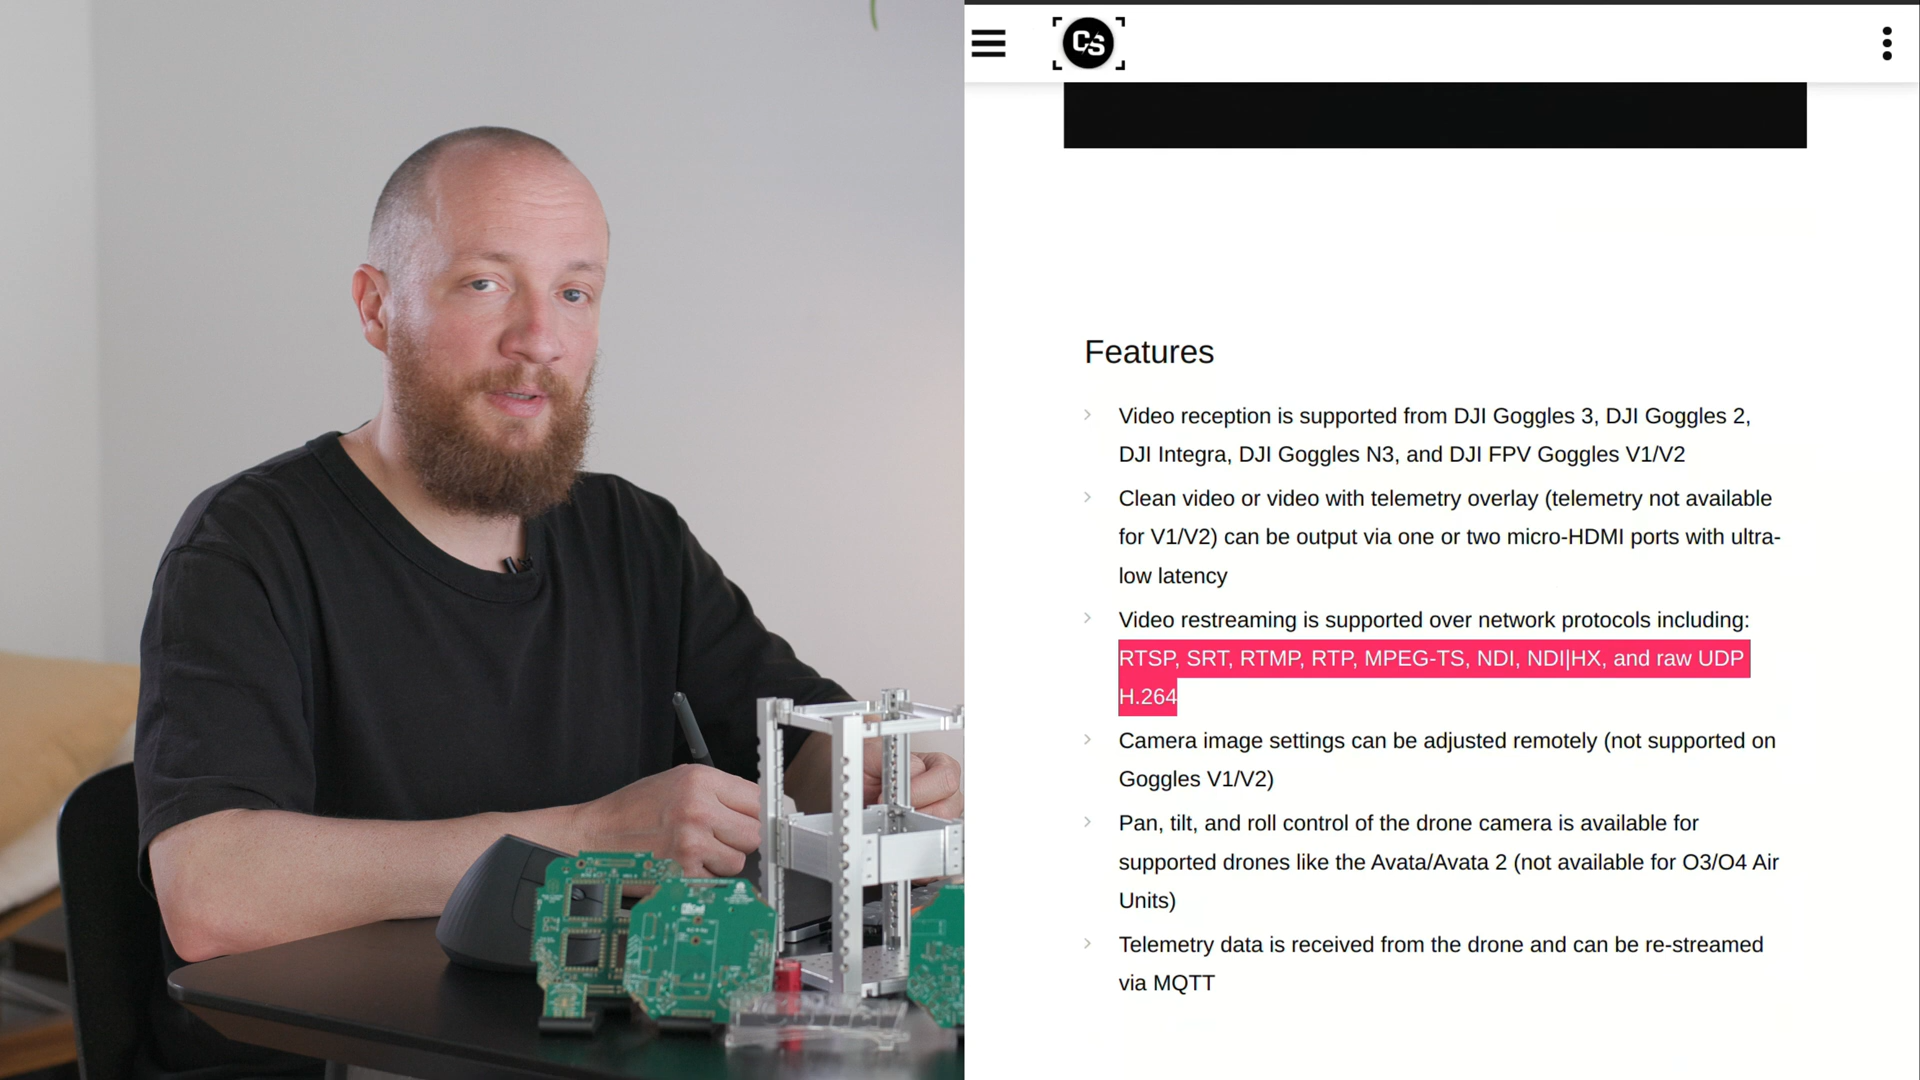 CS
Features
Video reception is supported from DJI Goggles 3, DJI Goggles 2,
DJI Integra, DJI Goggles N3, and DJI FPV Goggles V1/V2
Clean video or video with telemetry overlay (telemetry not available
for V1/V2) can be output via one or two micro-HDMI ports with ultra-
low latency
Video restreaming is supported over network protocols including:
RTSP, SRT, RTMP, RTP, MPEG-TS, NDI, NDI|HX, and raw UDP
H.264
Camera image settings can be adjusted remotely (not supported on
Goggles V1/V2)
Pan, tilt, and roll control of the drone camera is available for
supported drones like the Avata/Avata 2 (not available for O3/O4 Air
Units)
Telemetry data is received from the drone and can be re-streamed
via MQTT